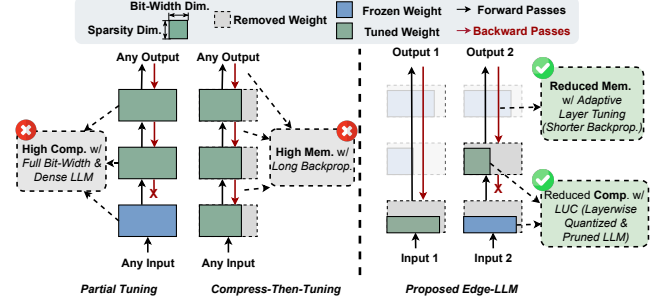 Bit-Width Dim.
Sparsity Dim.
Removed Weight
Frozen Weight
Tuned Weight
Forward Passes
Backward Passes
Any Output
Any Output
High Comp. w/
Full Bit-Width &
Dense LLM
X
Any Input
Any Input
High Mem. w/
Long Backprop.
Partial Tuning
Compress-Then-Tuning
Output 1
Output 2
X
Input 1
Input 2
Reduced Mem.
w/ Adaptive
Layer Tuning
(Shorter Backprop.)
Reduced Comp. w/
LUC (Layerwise
Quantized &
Pruned LLM)
Proposed Edge-LLM